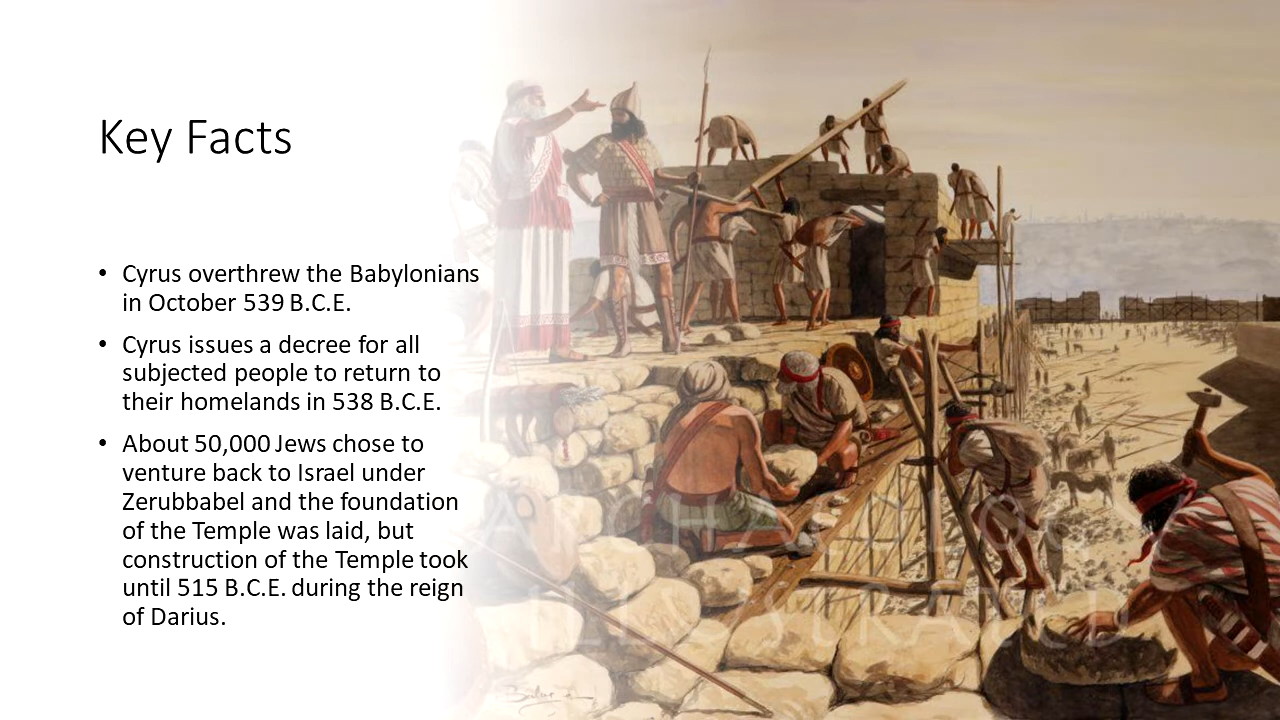 Key Facts
• Cyrus overthrew the Babylonians
in October 539 B.C.E.
• Cyrus issues a decree for all
subjected people to return to
their homelands in 538 B.C.E.
• About 50,000 Jews chose to
venture back to Israel under
Zerubbabel and the foundation
of the Temple was laid, but
construction of the Temple took
until 515 B.C.E. during the reign
of Darius.
ILLUSTRATED